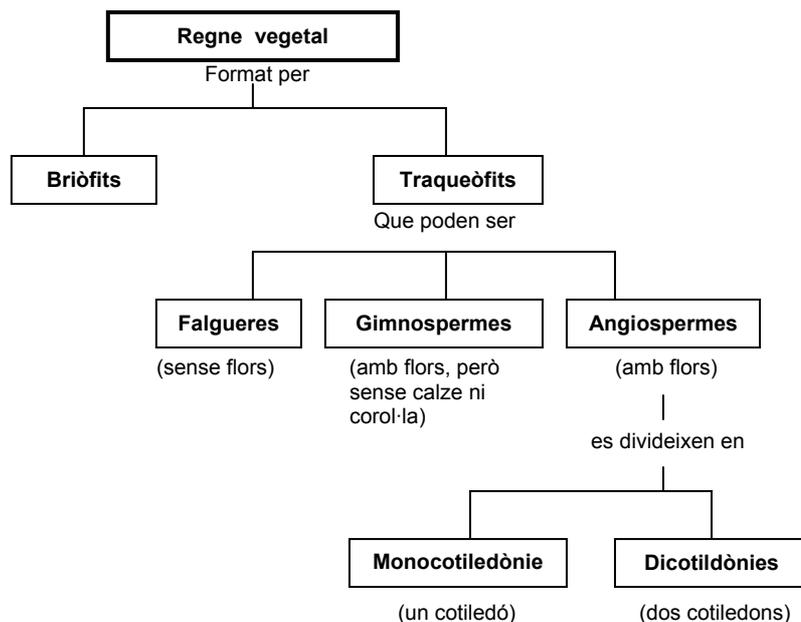 Regne vegetal
Format per
Briòfits
Traqueòfits
Que poden ser
Falgueres
Gimnospermes
Angiospermes
(sense flors)
(amb flors, però
sense calze ni
corol·la)
(amb flors)
es divideixen en
Monocotiledònie
Dicotildònies
(un cotiledó)
(dos cotiledons)